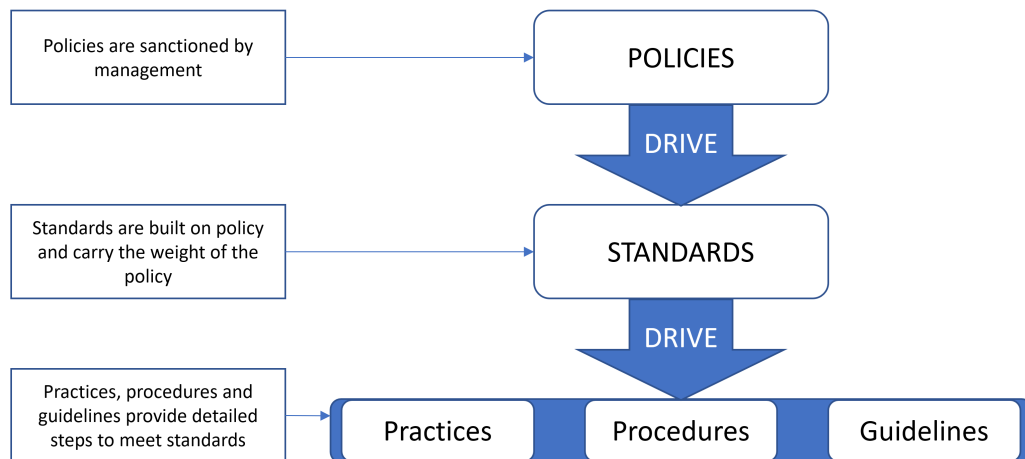 Policies are sanctioned by
management
POLICIES
DRIVE
Standards are built on policy
and carry the weight of the
policy
STANDARDS
DRIVE
Practices, procedures and
guidelines provide detailed
steps to meet standards
Practices
Procedures
Guidelines